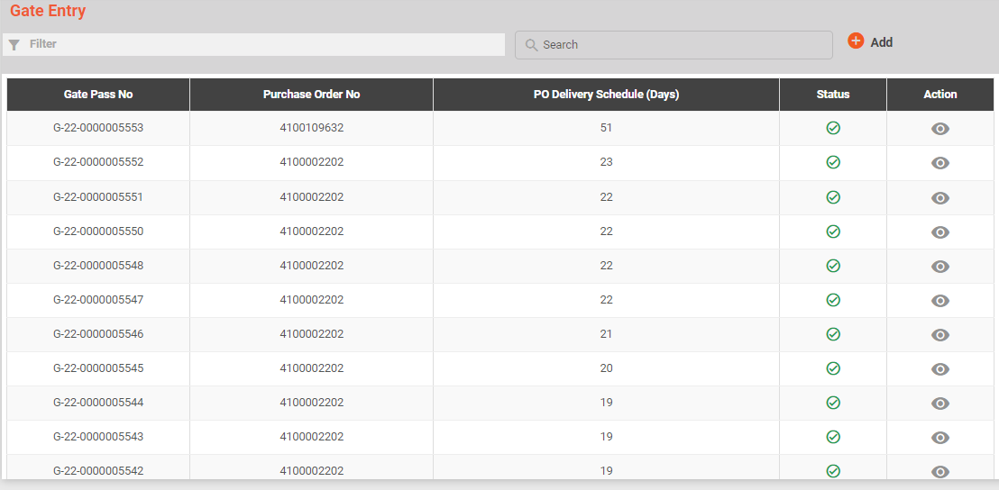 Gate Entry
Filter
Search
Add
Gate Pass No Purchase Order No PO Delivery Schedule (Days) Status Action
G-22-0000005553 4100109632 51
G-22-0000005552 4100002202 23
G-22-0000005551 4100002202 22
G-22-0000005550 4100002202 22
G-22-0000005548 4100002202 22
G-22-0000005547 4100002202 22
G-22-0000005546 4100002202 21
G-22-0000005545 4100002202 20
G-22-0000005544 4100002202 19
G-22-0000005543 4100002202 19
G-22-0000005542 4100002202 19